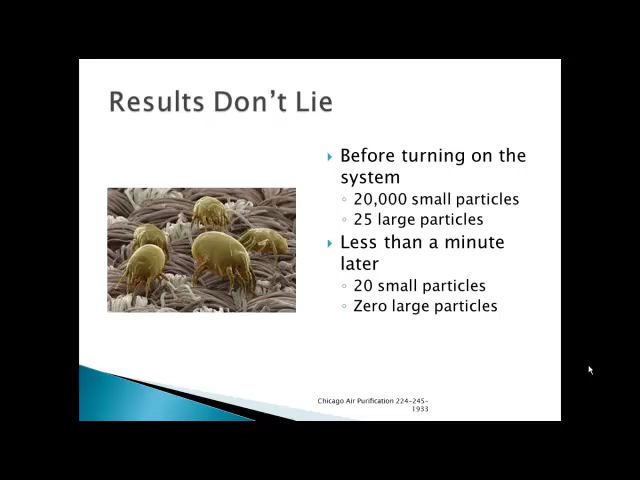 Results Don't Lie
Before turning on the
system
20,000 small particles
25 large particles
Less than a minute
later
20 small particles
Zero large particles
Chicago Air Purification 224-245-
1933